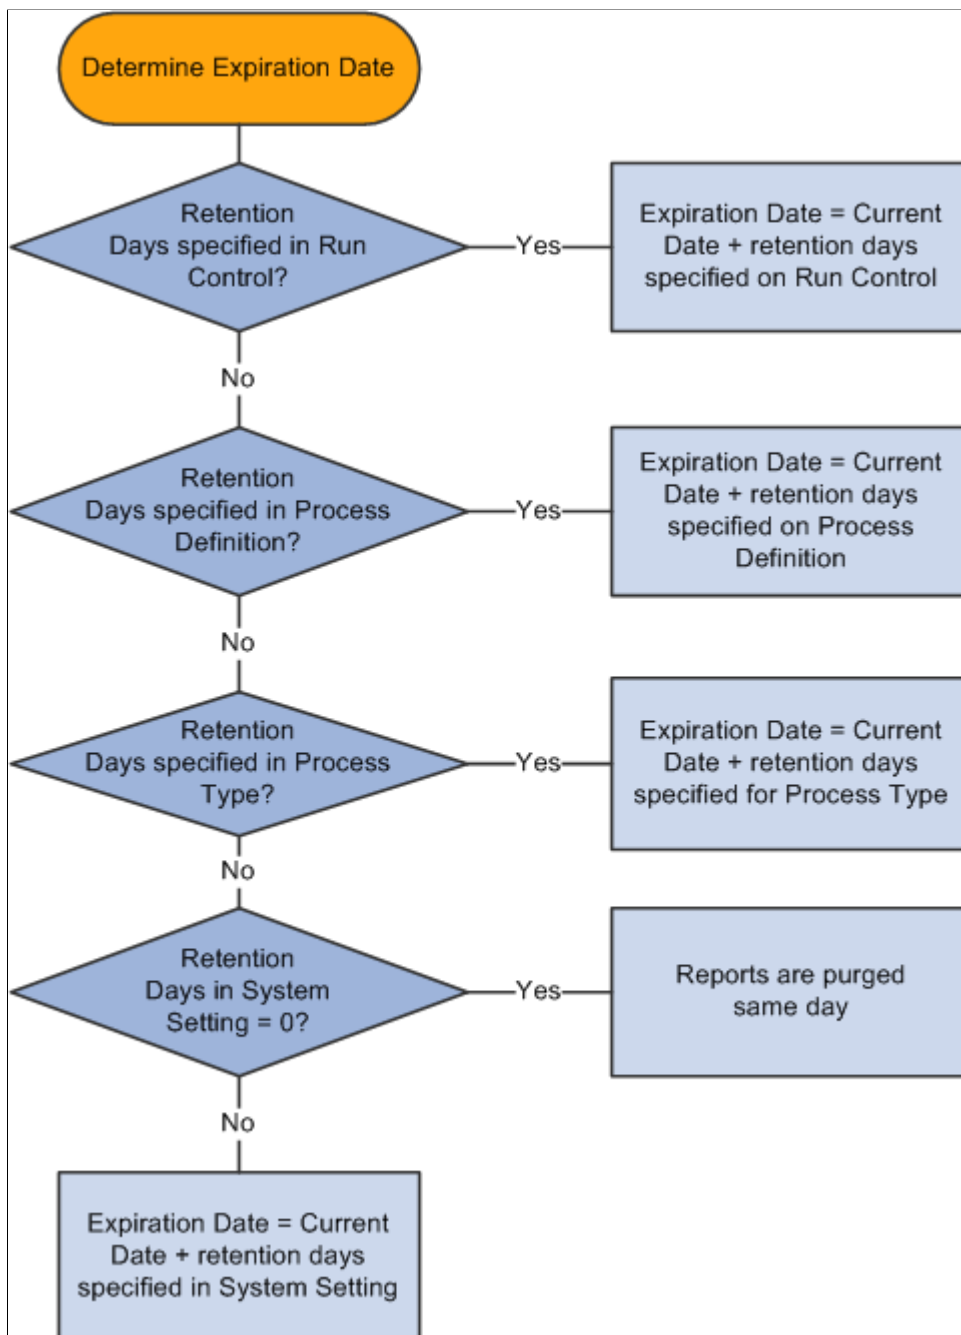 Determine Expiration Date
Retention
Days specified in Run
Control?
Yes
Expiration Date = Current
Date + retention days
specified on Run Control
No
Retention
Days specified in Process
Definition?
Yes
Expiration Date = Current
Date + retention days
specified on Process
Definition
No
Retention
Days specified in Process
Type?
Yes
Expiration Date = Current
Date + retention days
specified for Process Type
No
Retention
Days in System
Setting = 0?
Yes
Reports are purged
same day
No
Expiration Date = Current
Date + retention days
specified in System Setting